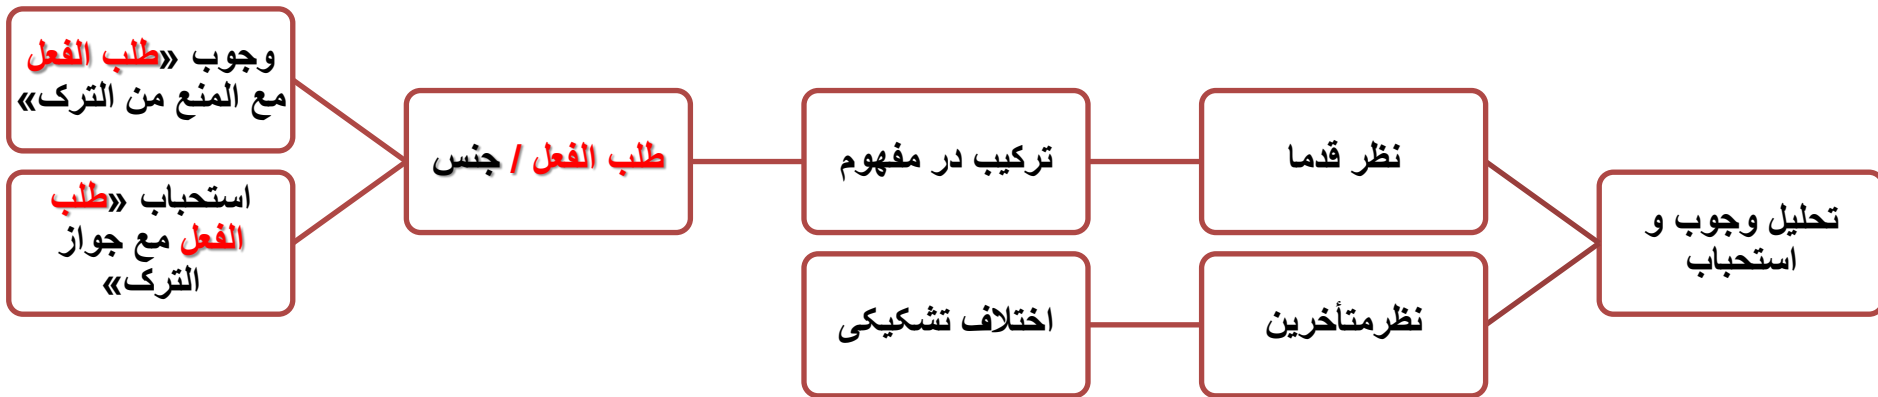 تحلیل وجوب و
استحباب
نظر قدما
ترکیب در مفهوم
طلب الفعل / جنس
وجوب «طلب الفعل
مع المنع من الترک»
استحباب «طلب
الفعل مع جواز
الترک»
نظرمتأخرین
اختلاف تشکیکی